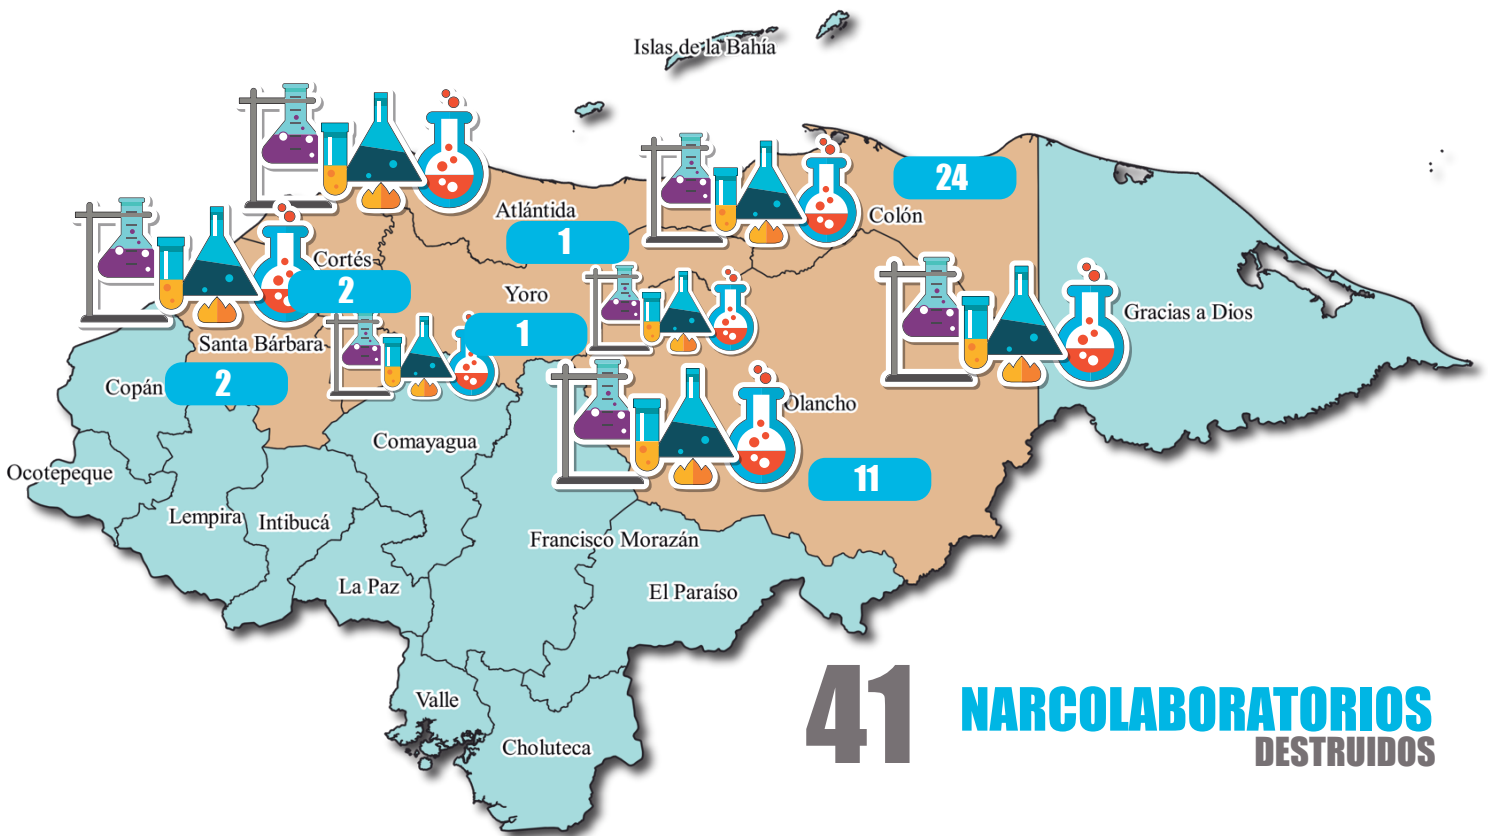 Islas de la Bahía
24
Atlántida
Colón
1
Cortés
2
Yoro
Gracias a Dios
1
Santa Bárbara
Copán
2
Olancho
Comayagua
Ocotepeque
11
Lempira
Intibucá
Francisco Morazán
La Paz
El Paraíso
41
NARCOLABORATORIOS
DESTRUIDOS
Valle
Choluteca